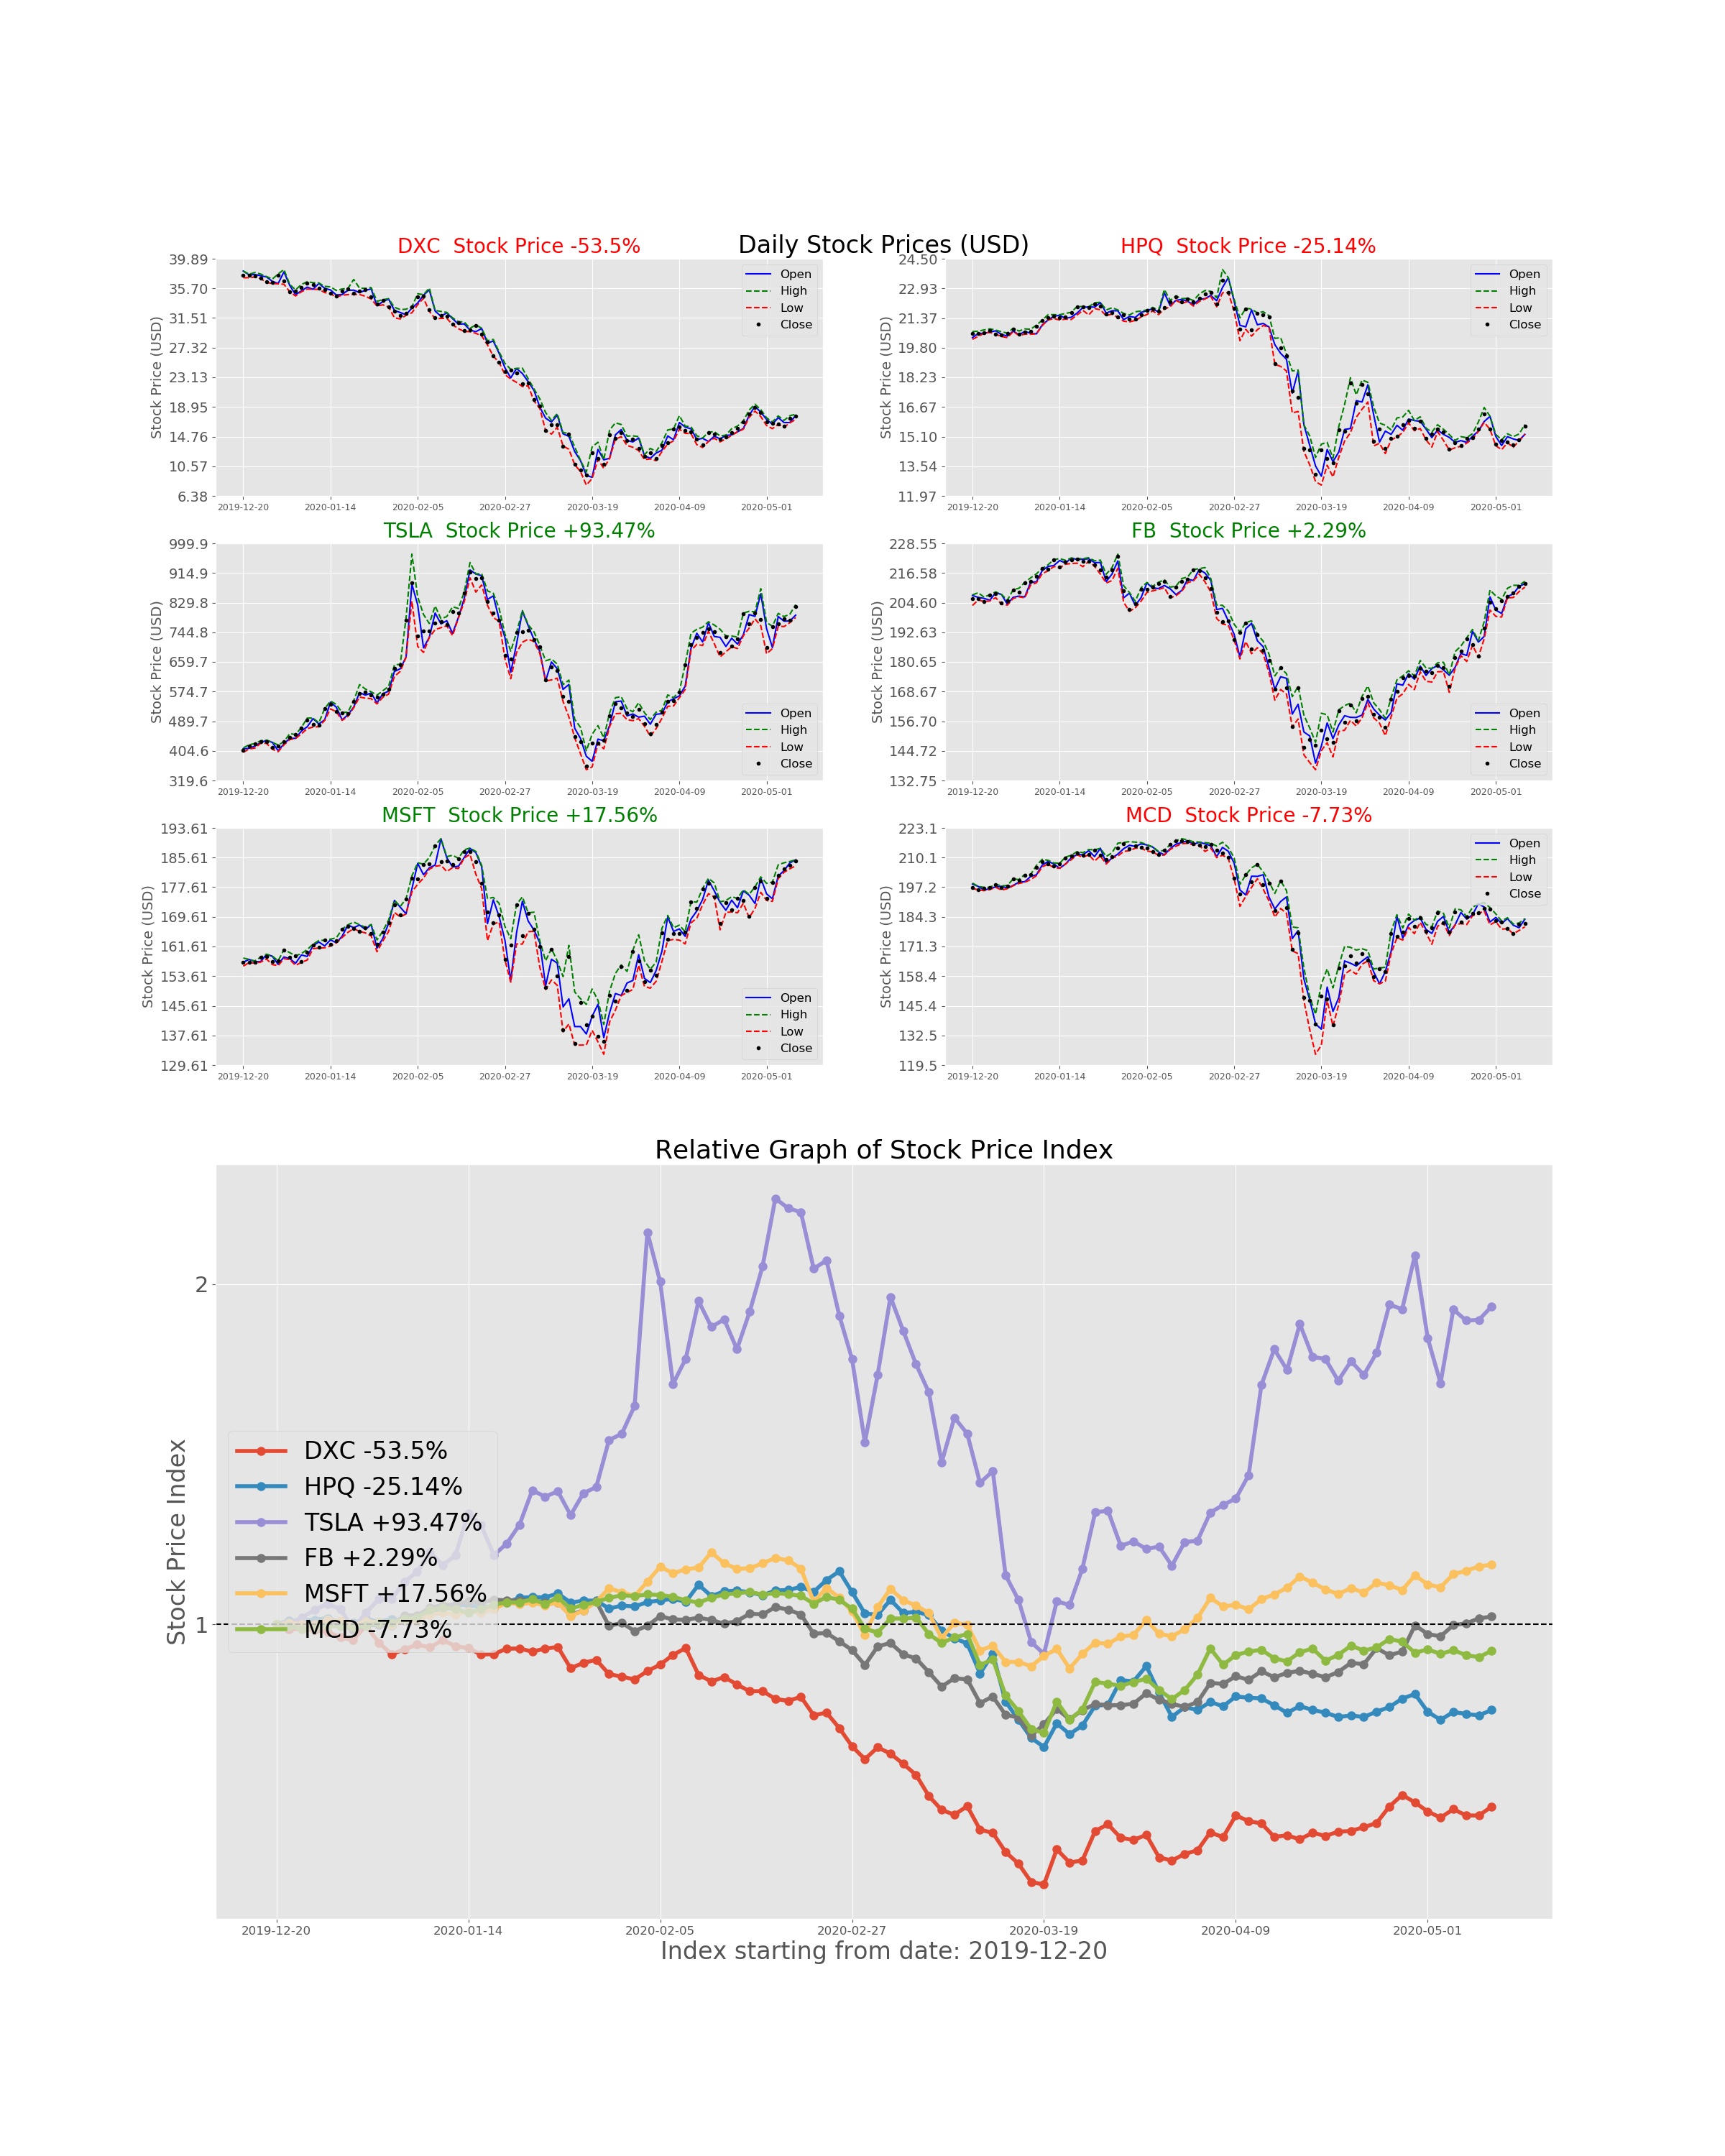 Daily Stock Prices (USD)
DXC  Stock Price -53.5%
39.89
35.70
31.51
27.32
23.13
18.95
14.76
10.57
6.38
Stock Price (USD)
Open
High
Low
Close
2019-12-20 2020-01-14 2020-02-05 2020-02-27 2020-03-19 2020-04-09 2020-05-01
HPQ  Stock Price -25.14%
24.50
22.93
21.37
19.80
18.23
16.67
15.10
13.54
11.97
Stock Price (USD)
Open
High
Low
Close
2019-12-20 2020-01-14 2020-02-05 2020-02-27 2020-03-19 2020-04-09 2020-05-01
TSLA  Stock Price +93.47%
999.9
914.9
829.8
744.8
659.7
574.7
489.7
404.6
319.6
Stock Price (USD)
Open
High
Low
Close
2019-12-20 2020-01-14 2020-02-05 2020-02-27 2020-03-19 2020-04-09 2020-05-01
FB  Stock Price +2.29%
228.55
216.58
204.60
192.63
180.65
168.67
156.70
144.72
132.75
Stock Price (USD)
Open
High
Low
Close
2019-12-20 2020-01-14 2020-02-05 2020-02-27 2020-03-19 2020-04-09 2020-05-01
MSFT  Stock Price +17.56%
193.61
185.61
177.61
169.61
161.61
153.61
145.61
137.61
129.61
Stock Price (USD)
Open
High
Low
Close
2019-12-20 2020-01-14 2020-02-05 2020-02-27 2020-03-19 2020-04-09 2020-05-01
MCD  Stock Price -7.73%
223.1
210.1
197.2
184.3
171.3
158.4
145.4
132.5
119.5
Stock Price (USD)
Open
High
Low
Close
2019-12-20 2020-01-14 2020-02-05 2020-02-27 2020-03-19 2020-04-09 2020-05-01
Relative Graph of Stock Price Index
2
1
Stock Price Index
DXC -53.5%
HPQ -25.14%
TSLA +93.47%
FB +2.29%
MSFT +17.56%
MCD -7.73%
2019-12-20 2020-01-14 2020-02-05 2020-02-27 2020-03-19 2020-04-09 2020-05-01
Index starting from date: 2019-12-20